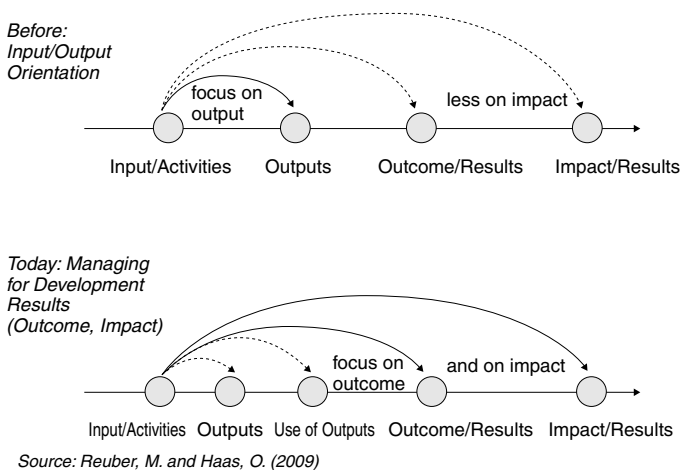 Before:
Input/Output
Orientation
focus on
output
less on impact
Input/Activities Outputs Outcome/Results Impact/Results
Today: Managing
for Development
Results
(Outcome, Impact)
focus on
outcome
and on impact
Input/Activities Outputs Use of Outputs Outcome/Results Impact/Results
Source: Reuber, M. and Haas, O. (2009)